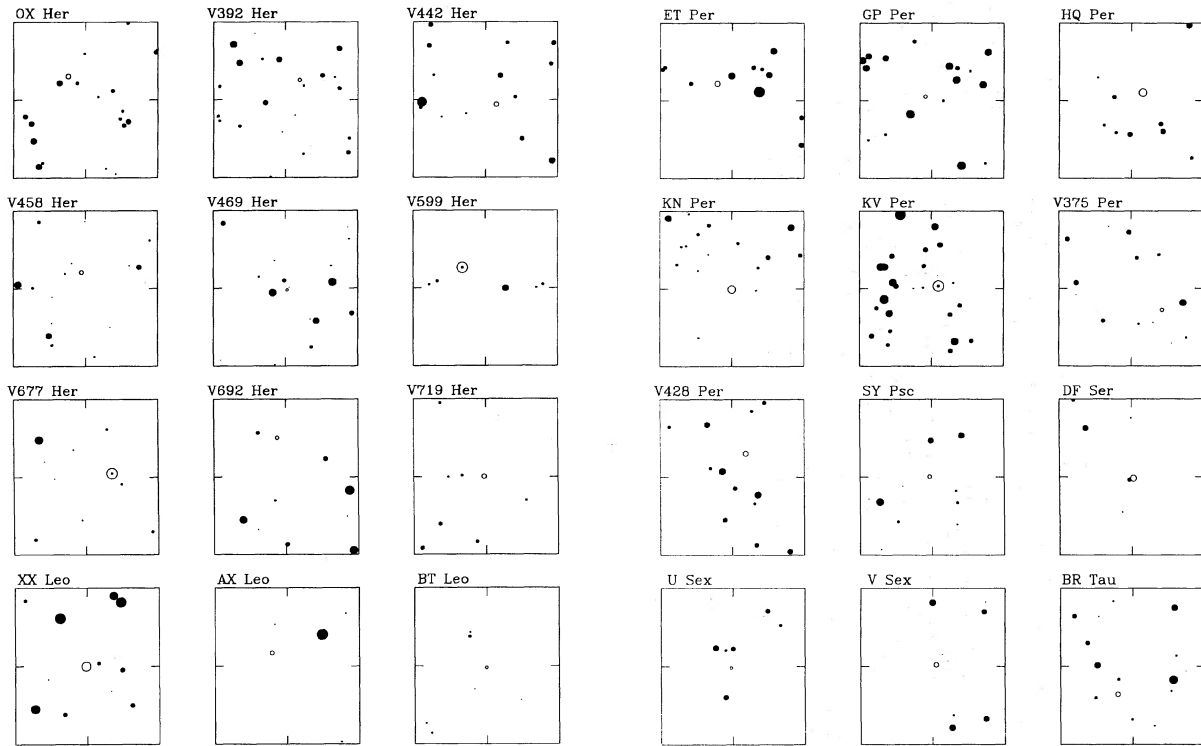 OX Her
V392 Her
V442 Her
ET Per
GP Per
HQ Per
V458 Her
V469 Her
V599 Her
KN Per
KV Per
V375 Per
V677 Her
V692 Her
V719 Her
V428 Per
SY Psc
DF Ser
XX Leo
AX Leo
BT Leo
U Sex
V Sex
BR Tau